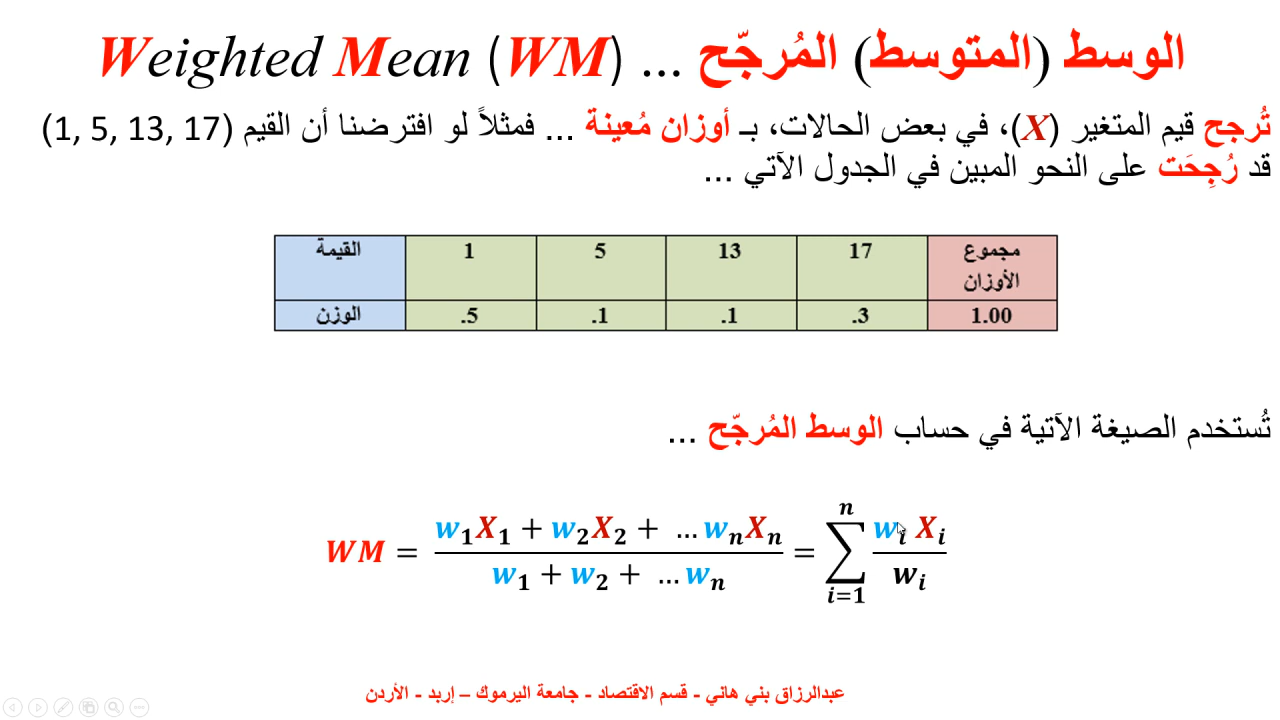 الوسط (المتوسط) المُرجّح ... Weighted Mean (WM)
تُرجح قيم المتغير (X)، في بعض الحالات، بـ أوزان مُعينة ... فمثلاً لو افترضنا أن القيم (1, 5, 13, 17)
قد رُجِحَت على النحو المبين في الجدول الآتي ...
القيمة 1 5 13 17 مجموع الأوزان
الوزن .5 .1 .1 .3 1.00
تُستخدم الصيغة الآتية في حساب الوسط المُرجّح ...
WM = (w₁X₁ + w₂X₂ + ... wₙXₙ) / (w₁ + w₂ + ... wₙ) = ∑ᵢ₌₁ⁿ (wᵢ Xᵢ) / wᵢ
عبدالرزاق بني هاني - قسم الاقتصاد - جامعة اليرموك – إربد - الأردن